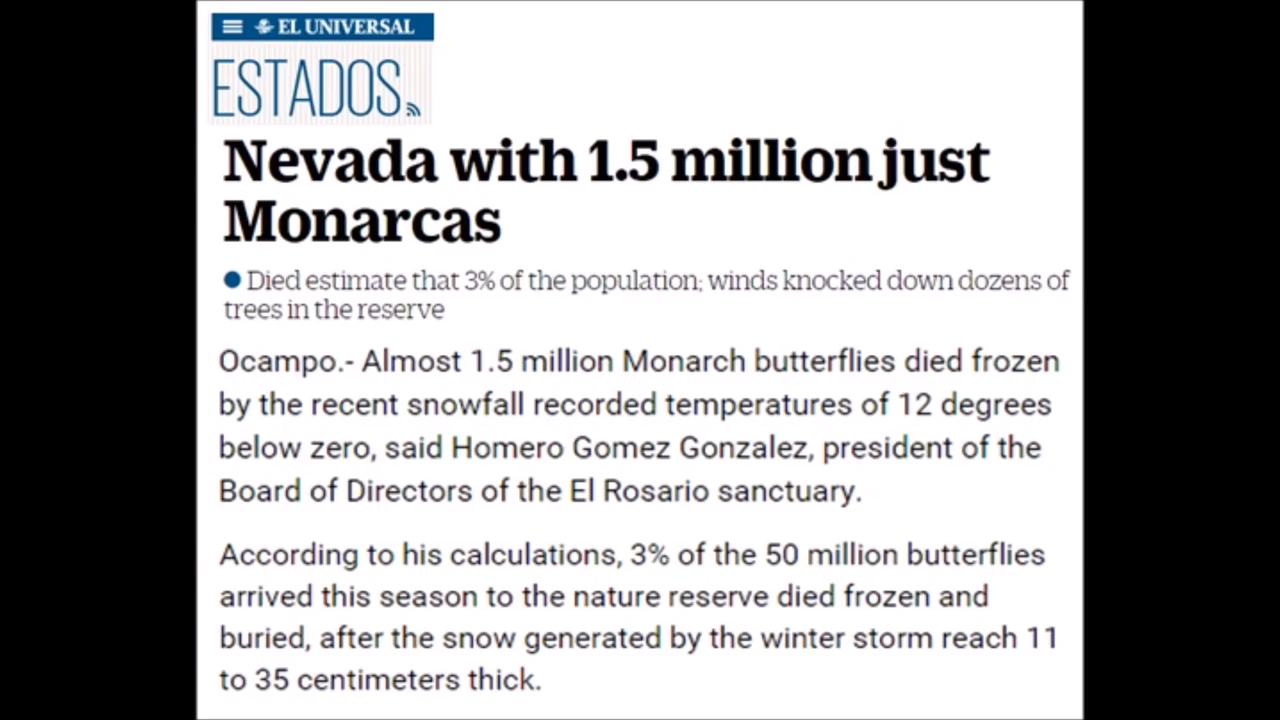 EL UNIVERSAL
ESTADOS
Nevada with 1.5 million just
Monarcas
Died estimate that 3% of the population; winds knocked down dozens of
trees in the reserve
Ocampo.- Almost 1.5 million Monarch butterflies died frozen
by the recent snowfall recorded temperatures of 12 degrees
below zero, said Homero Gomez Gonzalez, president of the
Board of Directors of the El Rosario sanctuary.
According to his calculations, 3% of the 50 million butterflies
arrived this season to the nature reserve died frozen and
buried, after the snow generated by the winter storm reach 11
to 35 centimeters thick.